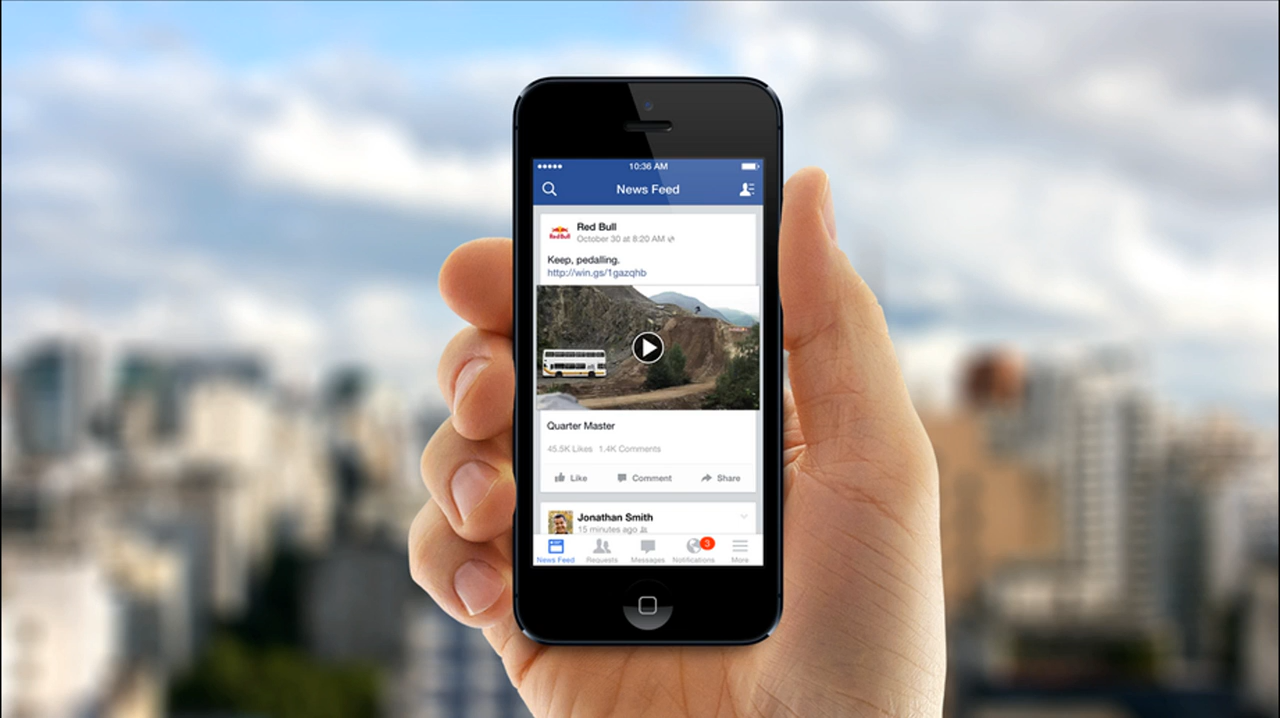 10:36 AM
News Feed
Red Bull
Red Bull
October 30 at 8:20 AM
Keep, pedalling.
http://win.gs/1gazqhb
Quarter Master
45.5K Likes 1.4K Comments
Like Comment Share
Jonathan Smith
15 minutes ago
3
News Feed Requests Messages Notifications More